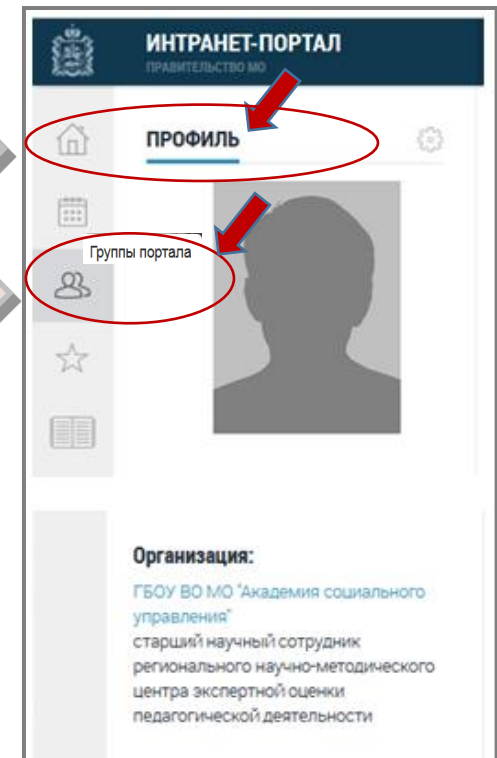 ИНТРАНЕТ-ПОРТАЛ
ПРАВИТЕЛЬСТВО МО
ПРОФИЛЬ
Группы портала
Организация:
ГБОУ ВО МО "Академия социального
управления"
старший научный сотрудник
регионального научно-методического
центра экспертной оценки
педагогической деятельности